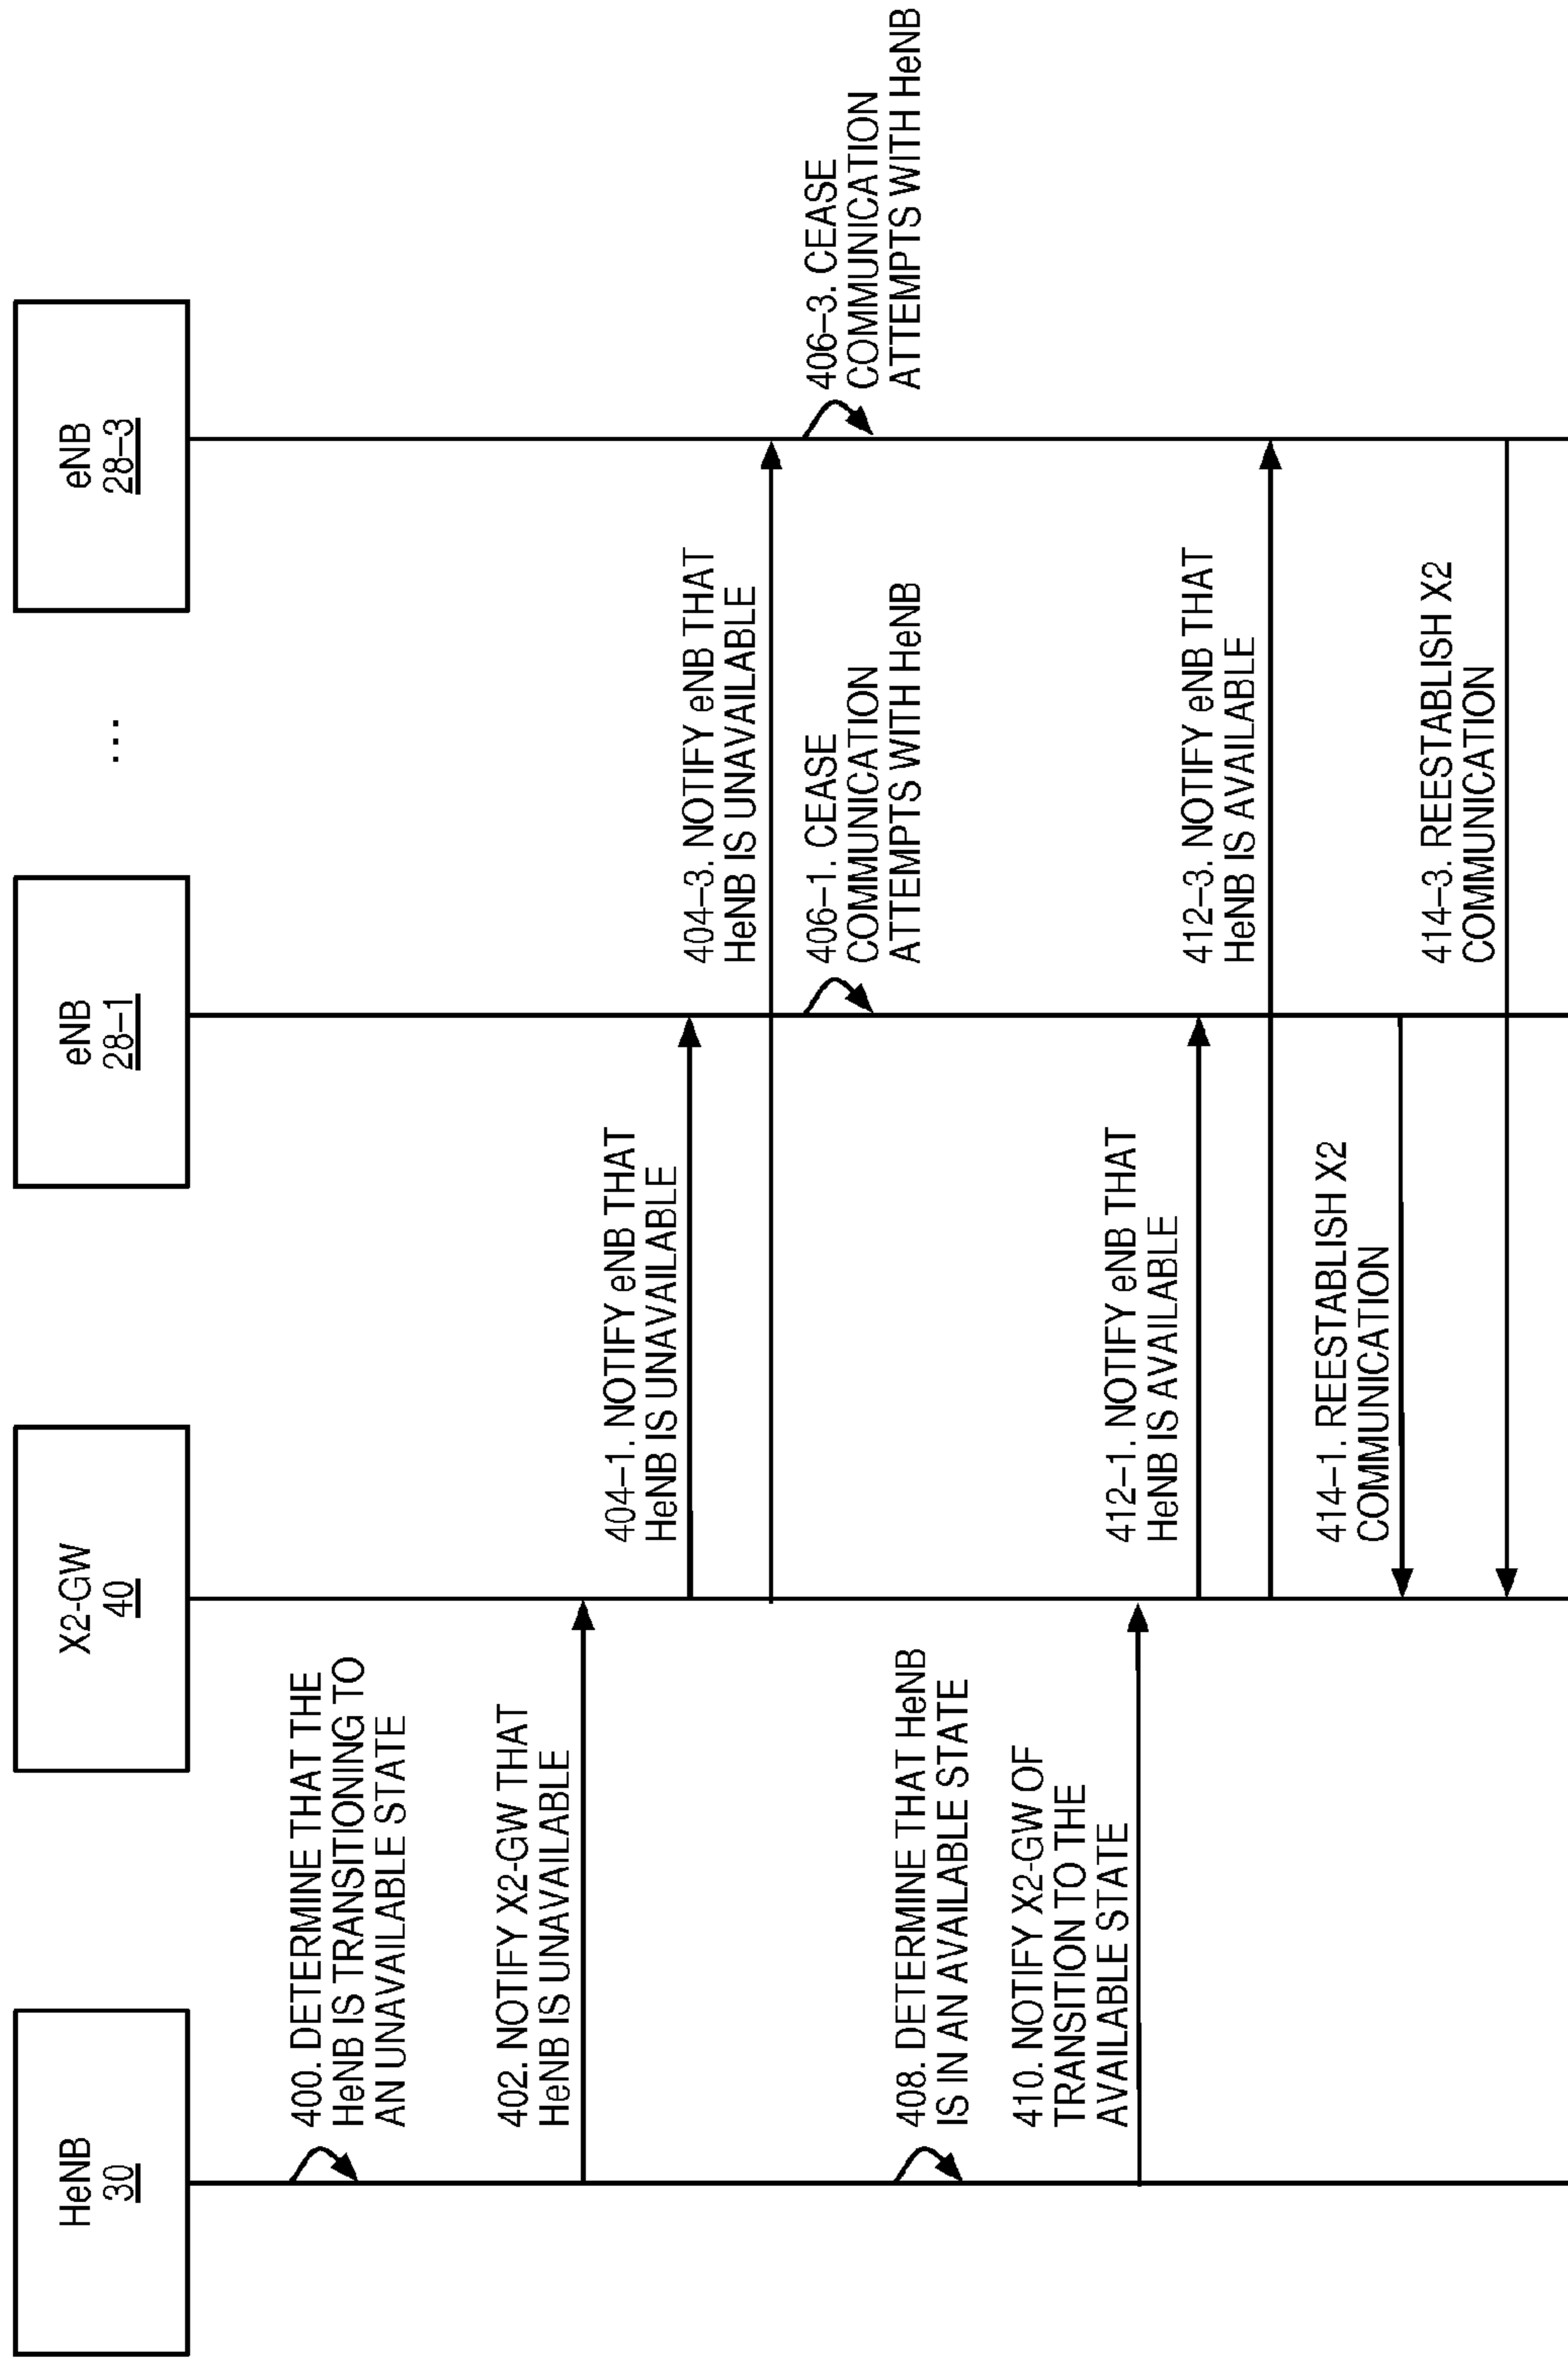 HeNB
30
X2-GW
40
eNB
28–1
...
eNB
28–3
400. DETERMINE THAT THE
HeNB IS TRANSITIONING TO
AN UNAVAILABLE STATE
402. NOTIFY X2-GW THAT
HeNB IS UNAVAILABLE
404–1. NOTIFY eNB THAT
HeNB IS UNAVAILABLE
404–3. NOTIFY eNB THAT
HeNB IS UNAVAILABLE
406–1. CEASE
COMMUNICATION
ATTEMPTS WITH HeNB
406–3. CEASE
COMMUNICATION
ATTEMPTS WITH HeNB
408. DETERMINE THAT HeNB
IS IN AN AVAILABLE STATE
410. NOTIFY X2-GW OF
TRANSITION TO THE
AVAILABLE STATE
412–1. NOTIFY eNB THAT
HeNB IS AVAILABLE
412–3. NOTIFY eNB THAT
HeNB IS AVAILABLE
414–1. REESTABLISH X2
COMMUNICATION
414–3. REESTABLISH X2
COMMUNICATION